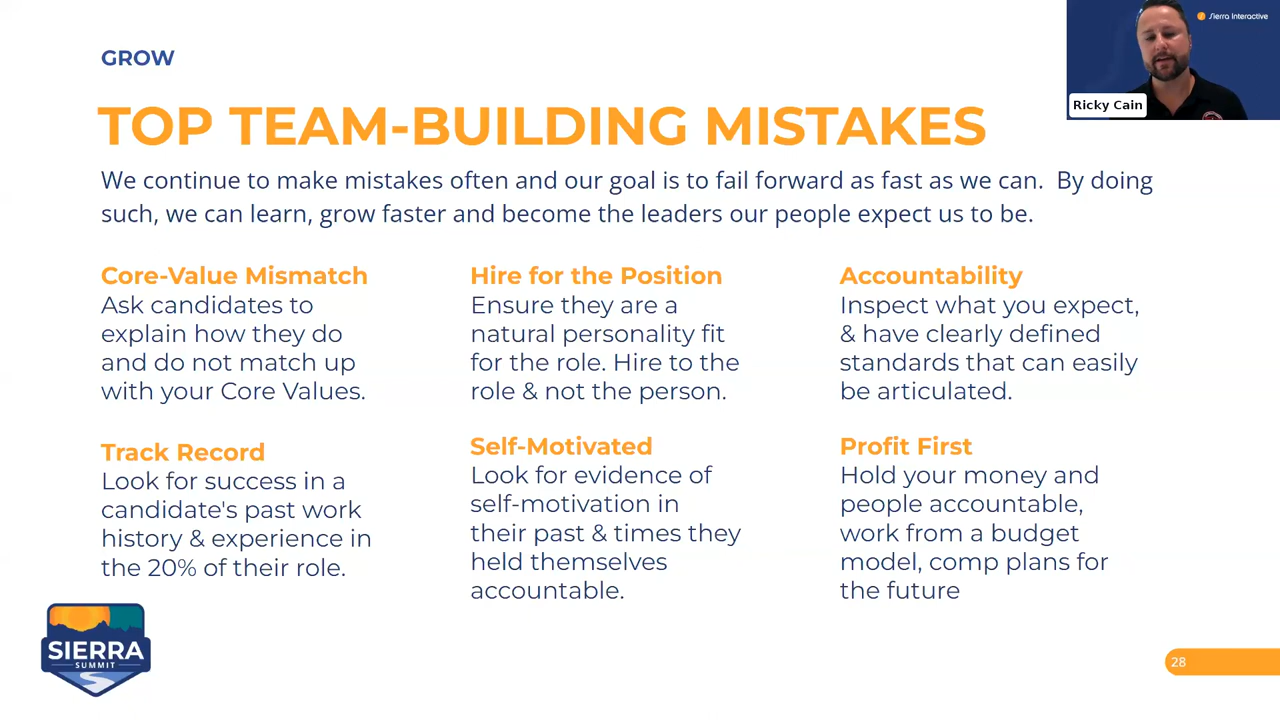 GROW
TOP TEAM-BUILDING MISTAKES
We continue to make mistakes often and our goal is to fail forward as fast as we can.  By doing
such, we can learn, grow faster and become the leaders our people expect us to be.
Core-Value Mismatch
Ask candidates to
explain how they do
and do not match up
with your Core Values.
Hire for the Position
Ensure they are a
natural personality fit
for the role. Hire to the
role & not the person.
Accountability
Inspect what you expect,
& have clearly defined
standards that can easily
be articulated.
Track Record
Look for success in a
candidate's past work
history & experience in
the 20% of their role.
Self-Motivated
Look for evidence of
self-motivation in
their past & times they
held themselves
accountable.
Profit First
Hold your money and
people accountable,
work from a budget
model, comp plans for
the future
SIERRA
SUMMIT
28
Sierra Interactive
Ricky Cain